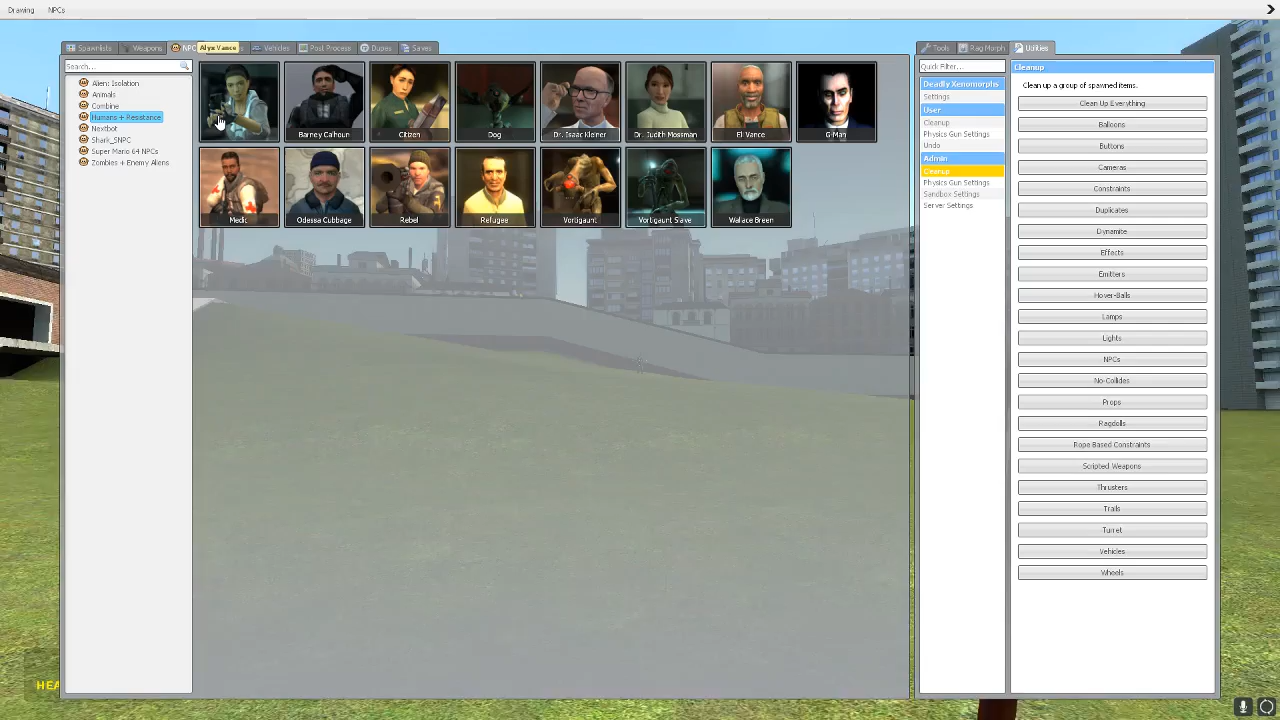 Drawing NPCs
Spawnlists Weapons NPC Alyx Vance Vehicles Post Process Dupes Saves
Tools Rag Morph Utilities
Search...
Alien: Isolation
Animals
Combine
Humans + Resistance
Nextbot
Shark_SNPC
Super Mario 64 NPCs
Zombies + Enemy Aliens
Barney Calhoun
Citizen
Dog
Dr. Isaac Kleiner
Dr. Judith Mossman
Eli Vance
G-Man
Medic
Odessa Cubbage
Rebel
Refugee
Vortigaunt
Vortigaunt Slave
Wallace Breen
Quick Filter...
Deadly Xenomorphs
Settings
User
Cleanup
Physics Gun Settings
Undo
Admin
Cleanup
Physics Gun Settings
Sandbox Settings
Server Settings
Cleanup
Clean up a group of spawned items.
Clean Up Everything
Balloons
Buttons
Cameras
Constraints
Duplicates
Dynamite
Effects
Emitters
Hover-Balls
Lamps
Lights
NPCs
No-Collides
Props
Ragdolls
Rope Based Constraints
Scripted Weapons
Thrusters
Trails
Turret
Vehicles
Wheels
HEA